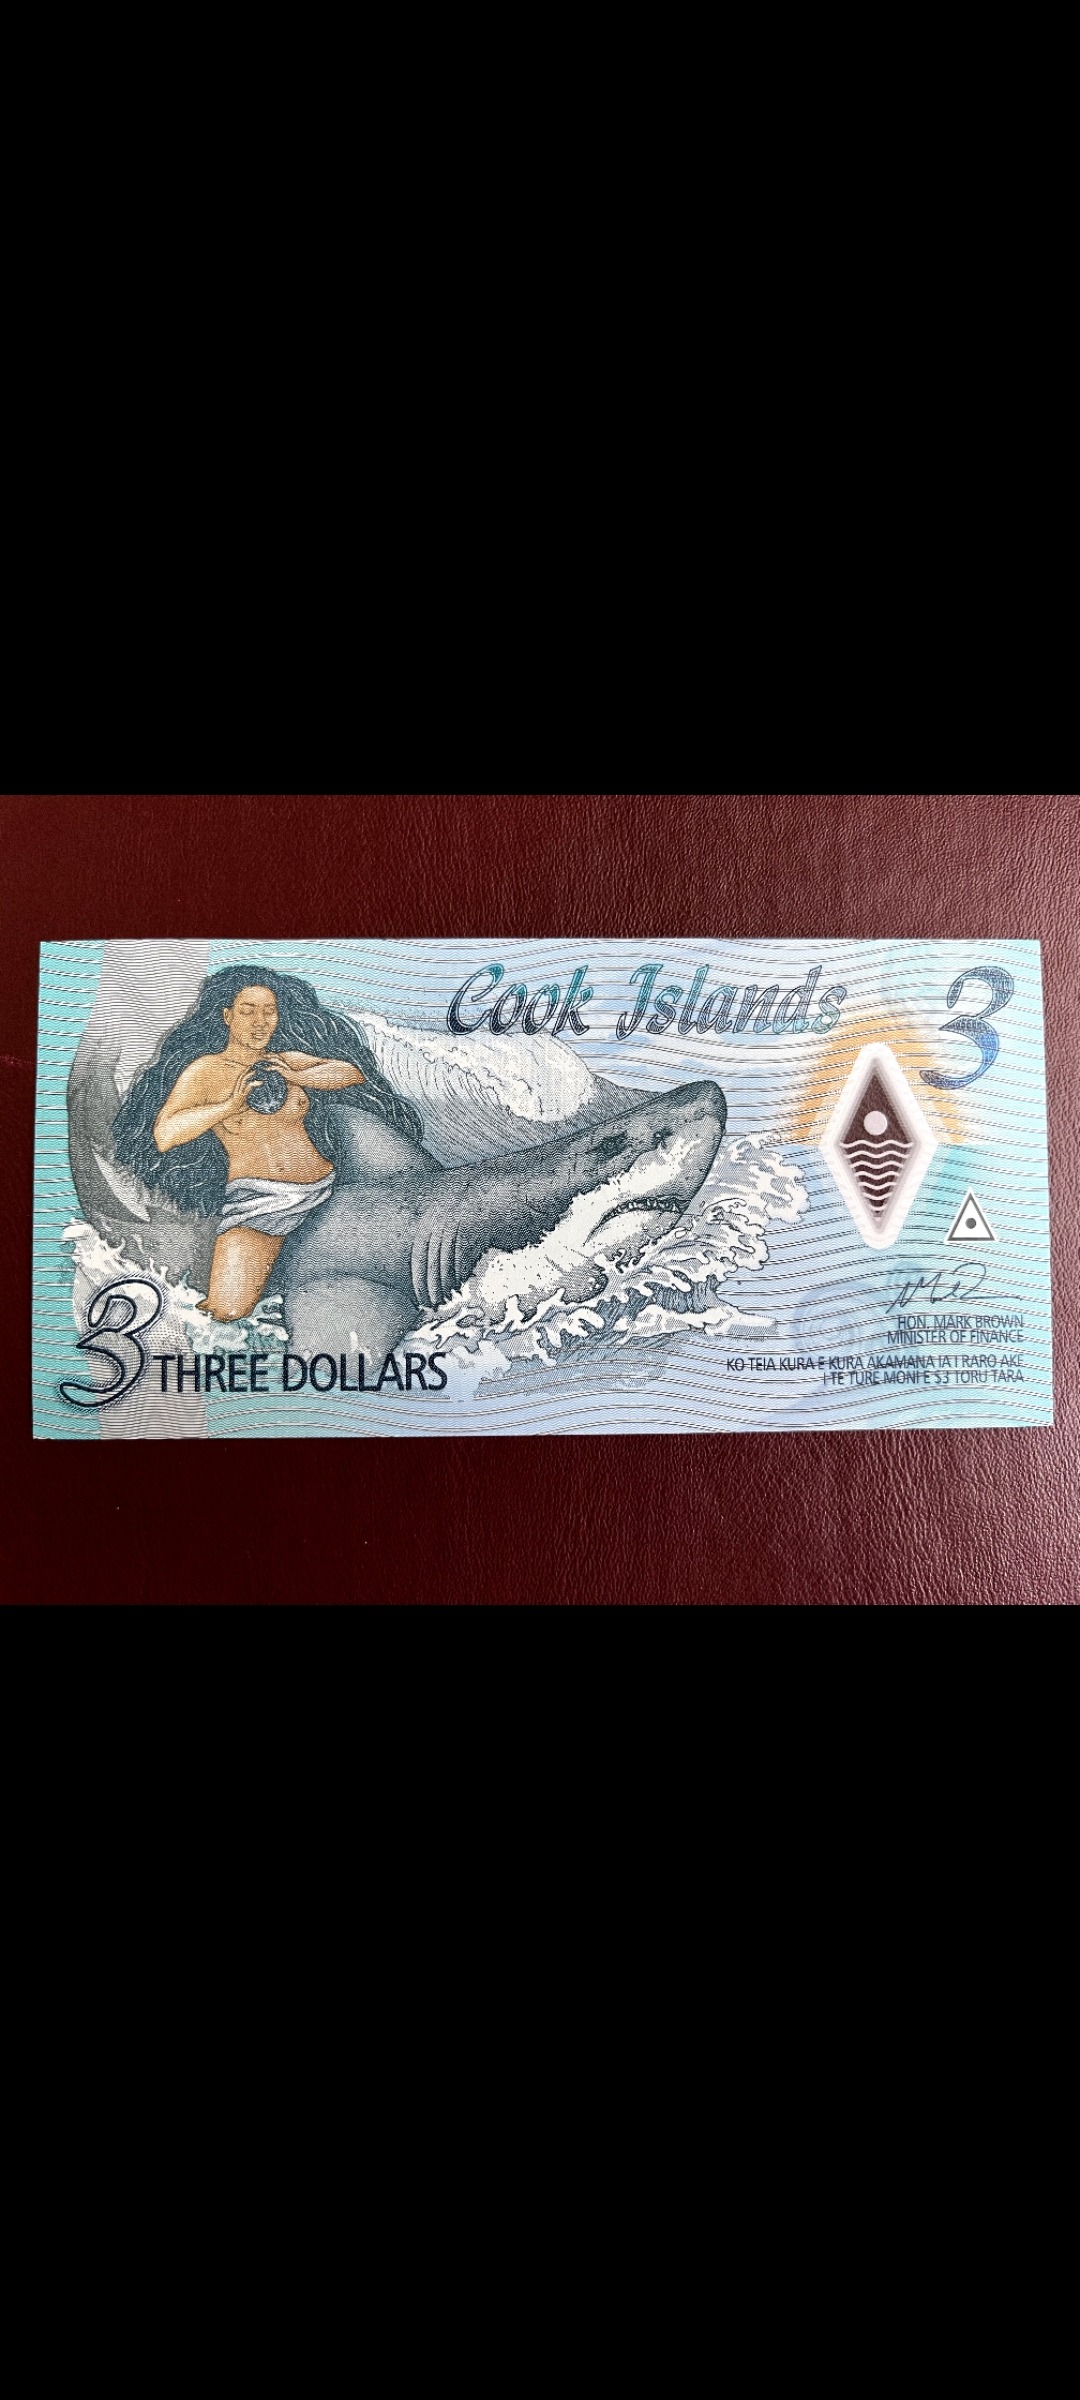 Cook Islands
3
3 THREE DOLLARS
HON. MARK BROWN
MINISTER OF FINANCE
KO TEIA KURA E KURA AKAMANA IA I RARO AKE
I TE TURE MONI E $3 TORU TARA